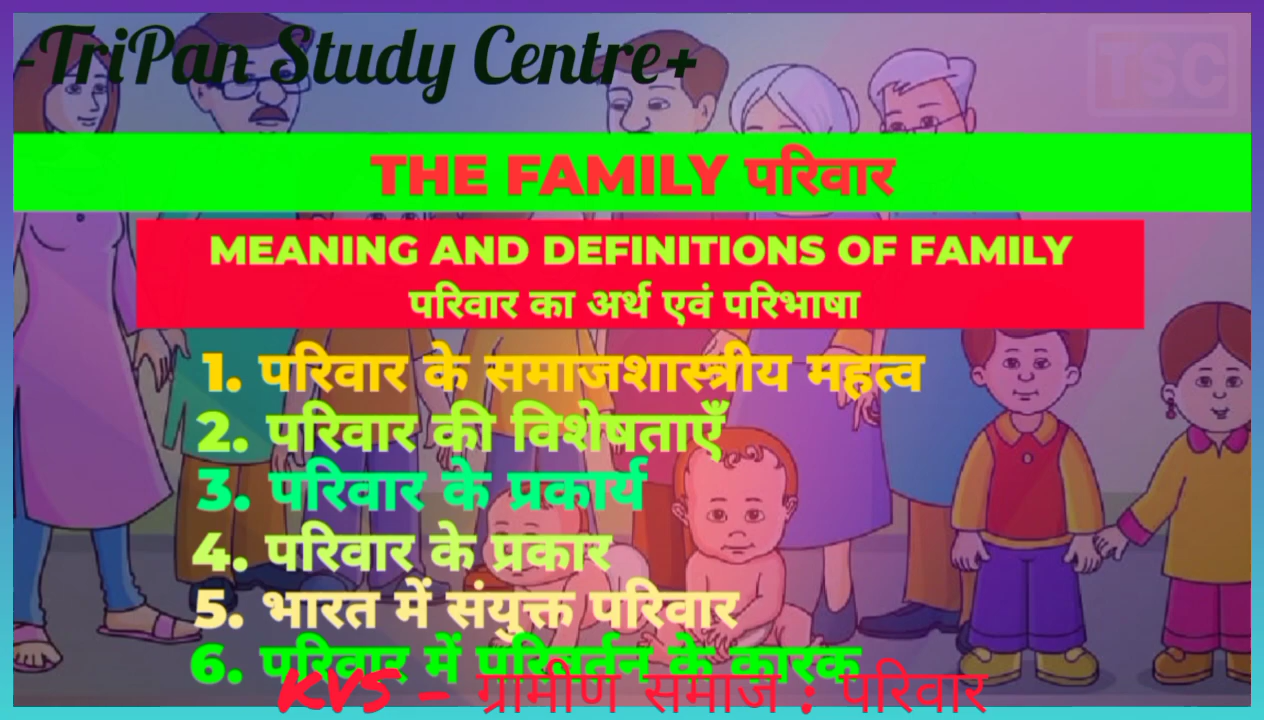 -TriPan Study Centre+
TSC
THE FAMILY परिवार
MEANING AND DEFINITIONS OF FAMILY
परिवार का अर्थ एवं परिभाषा
1. परिवार के समाजशास्त्रीय महत्व
2. परिवार की विशेषताएँ
3. परिवार के प्रकार्य
4. परिवार के प्रकार
5. भारत में संयुक्त परिवार
6. परिवार में परिवर्तन के कारक
KVS – ग्रामीण समाज : परिवार